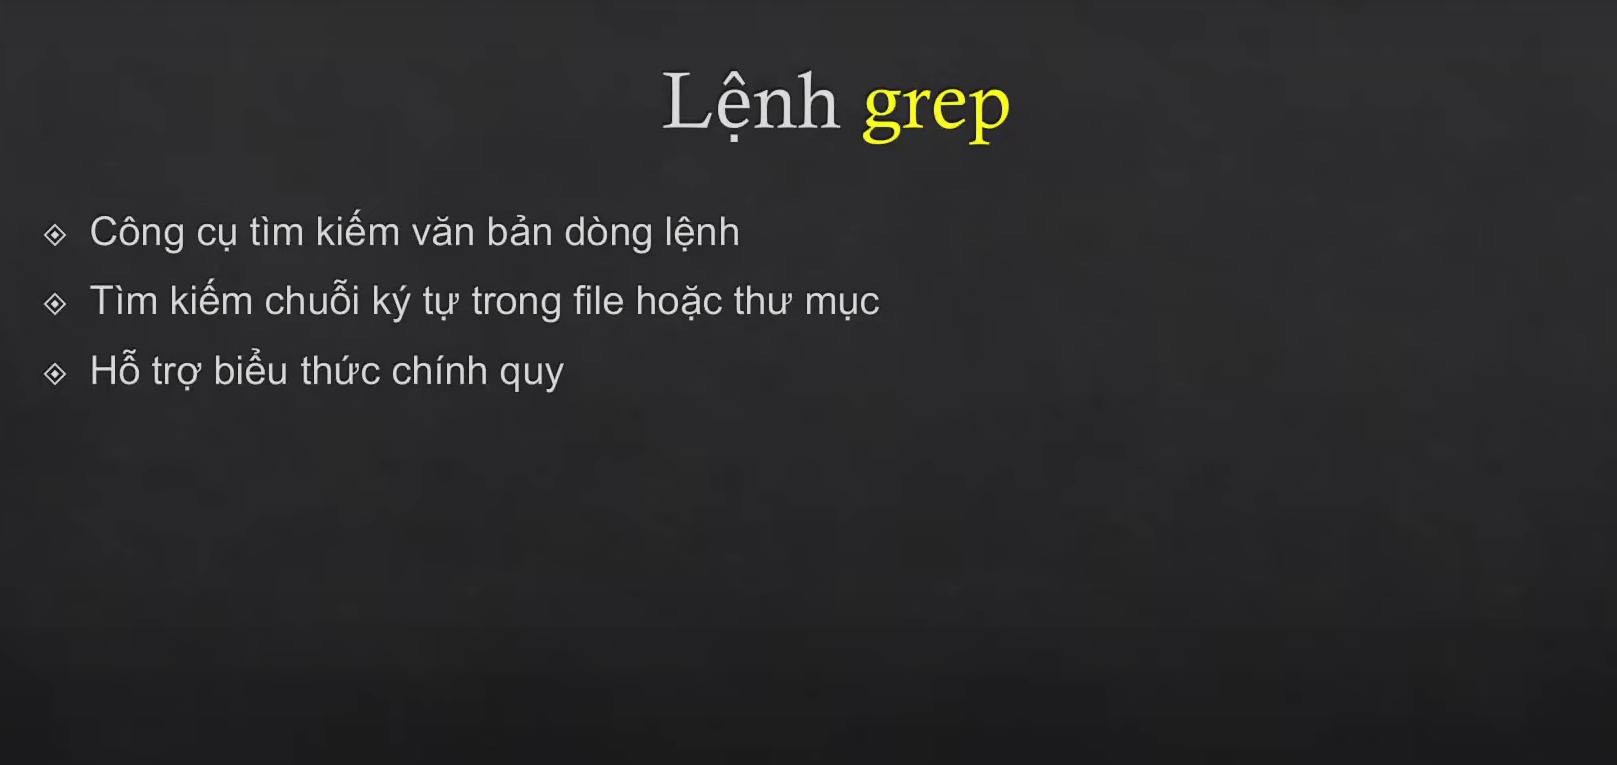 Lệnh grep
Công cụ tìm kiếm văn bản dòng lệnh
Tìm kiếm chuỗi ký tự trong file hoặc thư mục
Hỗ trợ biểu thức chính quy